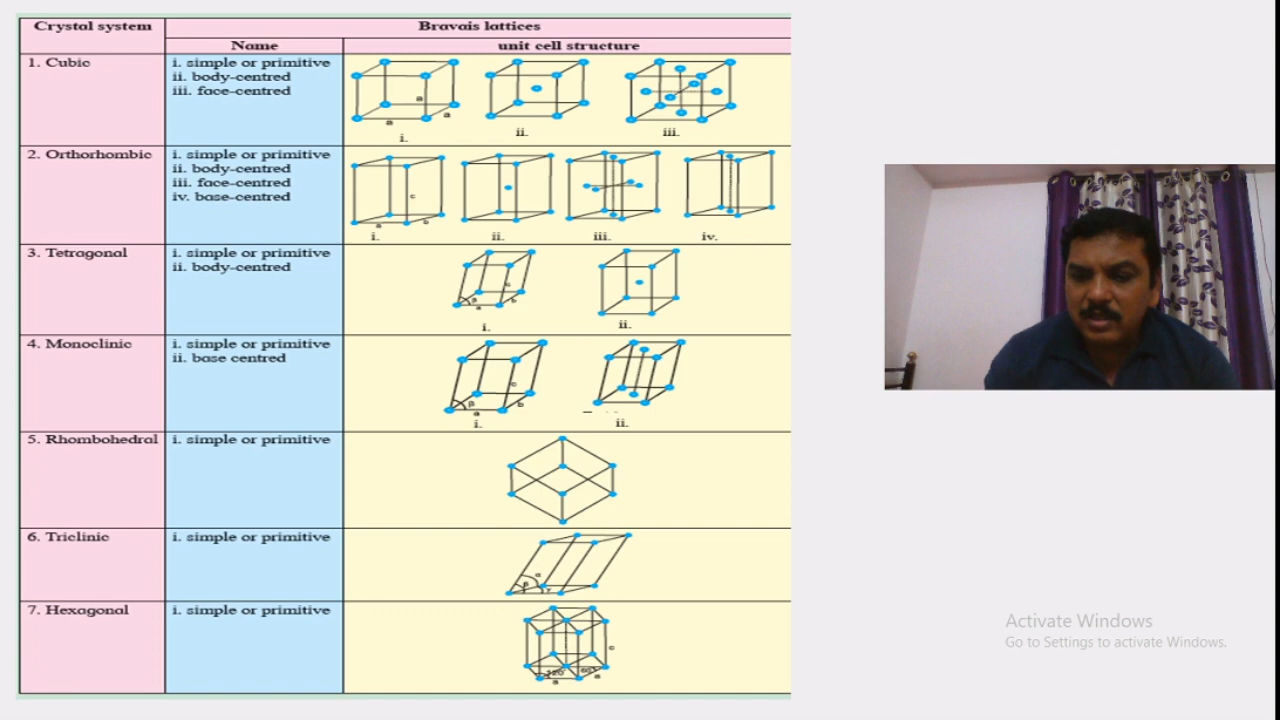 Crystal system
Bravais lattices
Name
unit cell structure
1. Cubic
i. simple or primitive
ii. body-centred
iii. face-centred
a
a
a
i.
ii.
iii.
2. Orthorhombic
i. simple or primitive
ii. body-centred
iii. face-centred
iv. base-centred
c
a
b
i.
ii.
iii.
iv.
3. Tetragonal
i. simple or primitive
ii. body-centred
c
β
a
b
i.
ii.
4. Monoclinic
i. simple or primitive
ii. base centred
c
β
a
b
i.
ii.
5. Rhombohedral
i. simple or primitive
6. Triclinic
i. simple or primitive
α
β
γ
7. Hexagonal
i. simple or primitive
c
120°
60°
a
a
Activate Windows
Go to Settings to activate Windows.